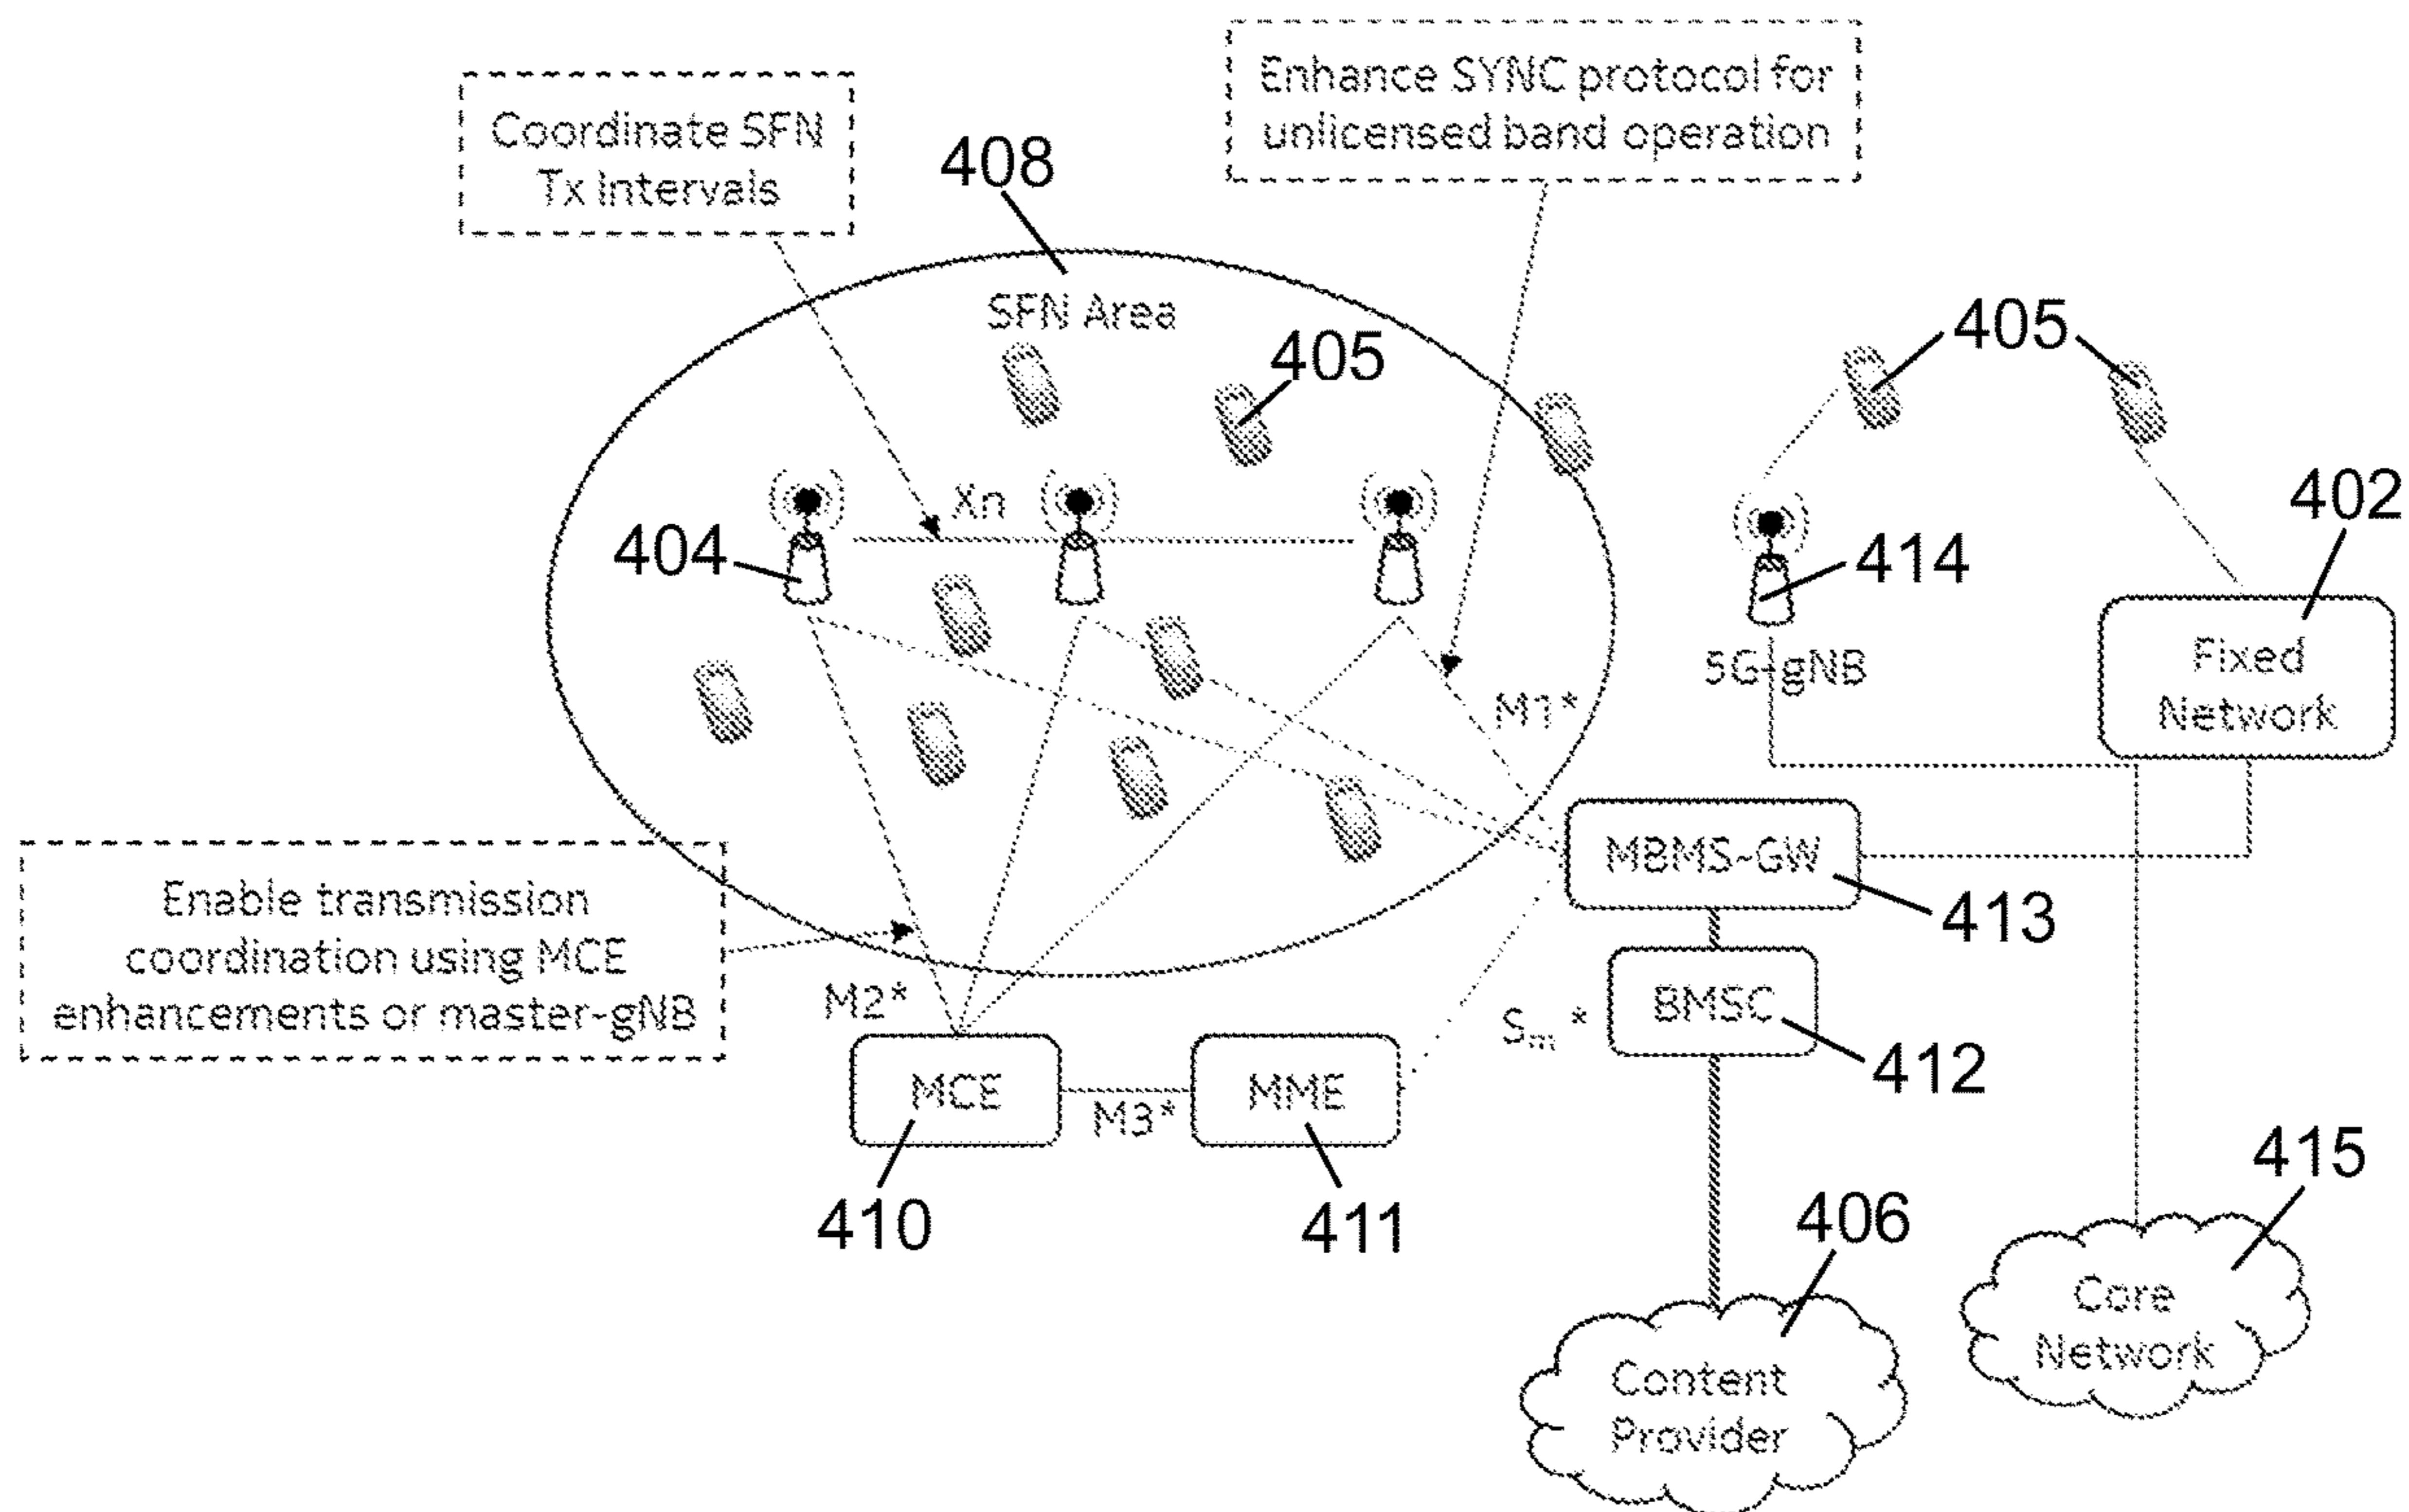 Enhance SYNC protocol for
unlicensed band operation
Coordinate SFN
Tx Intervals
408
SFN Area
405
405
402
Xn
404
414
5G-gNB
Fixed
Network
M1*
MBMS-GW
413
Enable transmission
coordination using MCE
enhancements or master-gNB
M2*
BMSC
Sm *
412
MCE
M3*
MME
410
411
406
415
Core
Network
Content
Provider